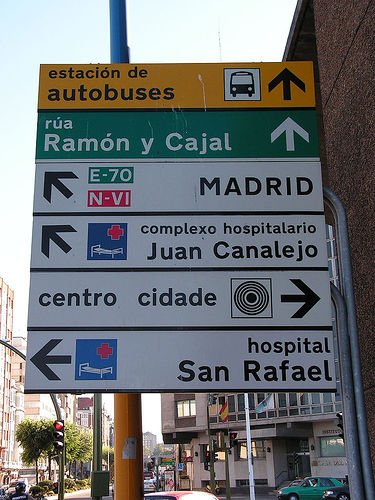 estación de
autobuses
rúa
Ramón y Cajal
E-70
N-VI
MADRID
complexo hospitalario
Juan Canalejo
centro cidade
hospital
San Rafael